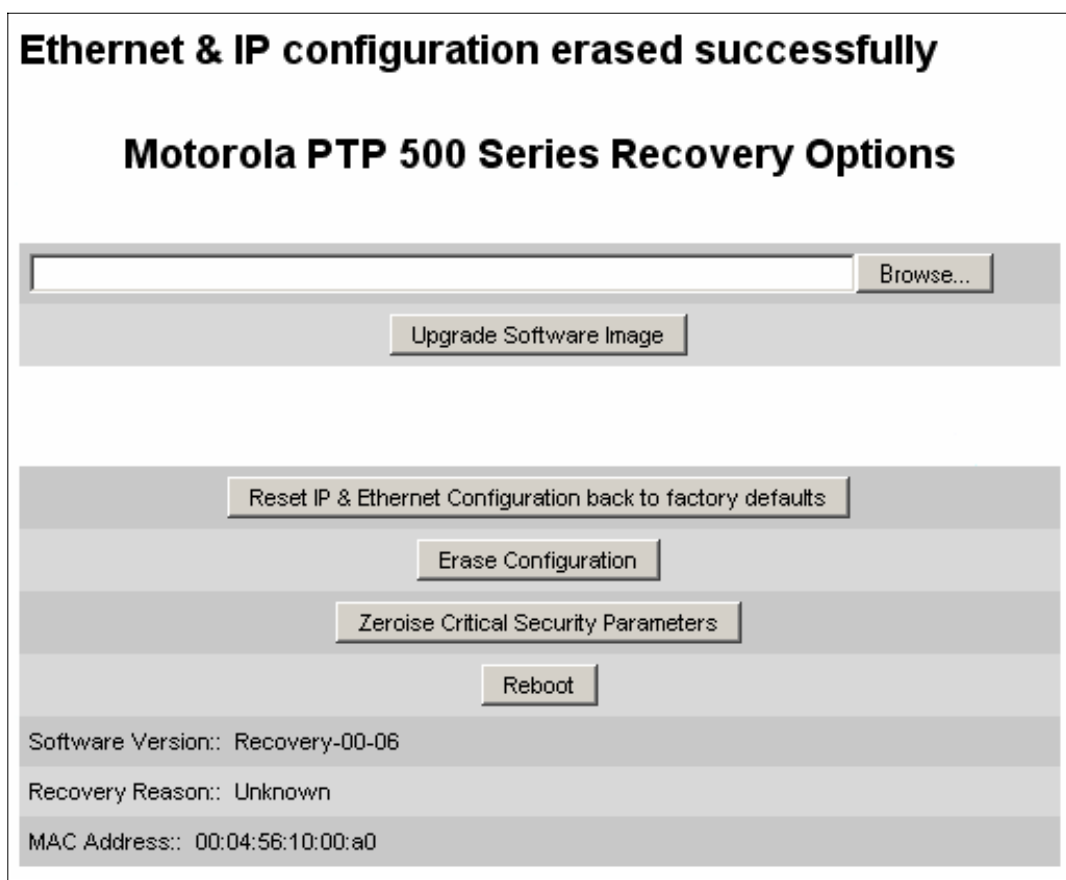 Ethernet & IP configuration erased successfully
Motorola PTP 500 Series Recovery Options
Browse...
Upgrade Software Image
Reset IP & Ethernet Configuration back to factory defaults
Erase Configuration
Zeroise Critical Security Parameters
Reboot
Software Version:: Recovery-00-06
Recovery Reason:: Unknown
MAC Address:: 00:04:56:10:00:a0